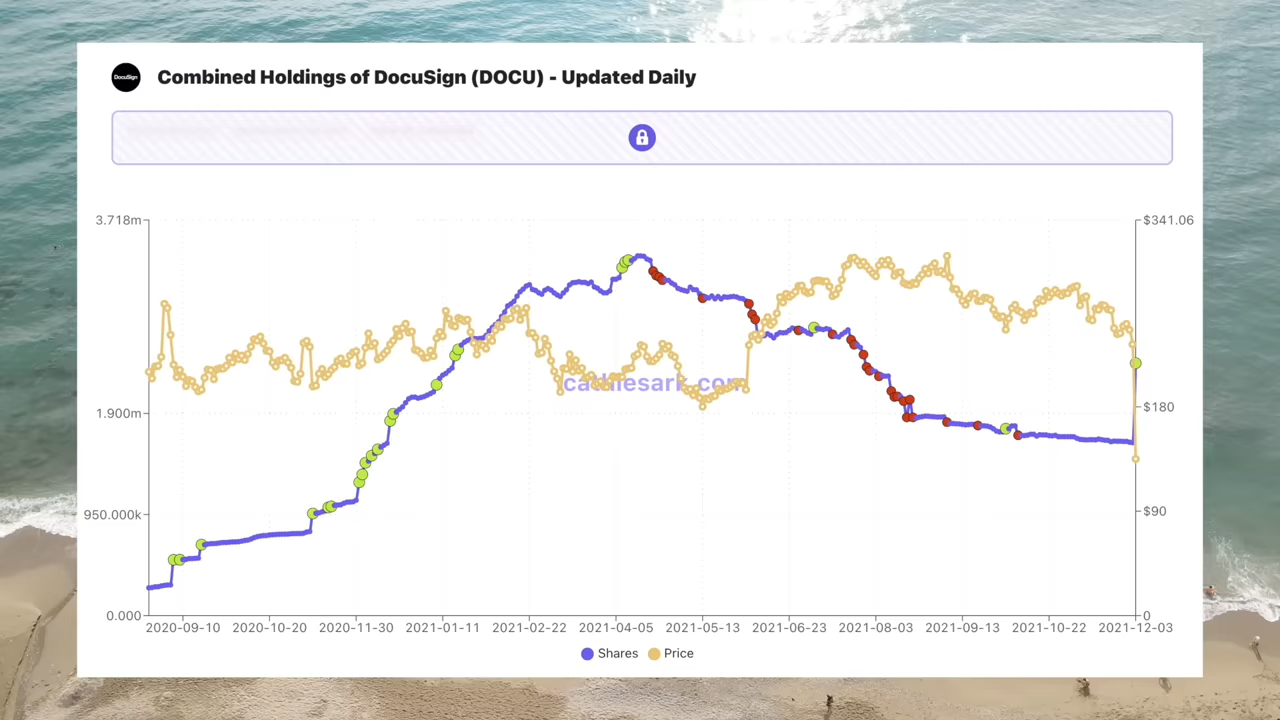 DocuSign
Combined Holdings of DocuSign (DOCU) - Updated Daily
3.718m
$341.06
1.900m
$180
950.000k
$90
0.000
0
2020-09-10 2020-10-20 2020-11-30 2021-01-11 2021-02-22 2021-04-05 2021-05-13 2021-06-23 2021-08-03 2021-09-13 2021-10-22 2021-12-03
Shares Price